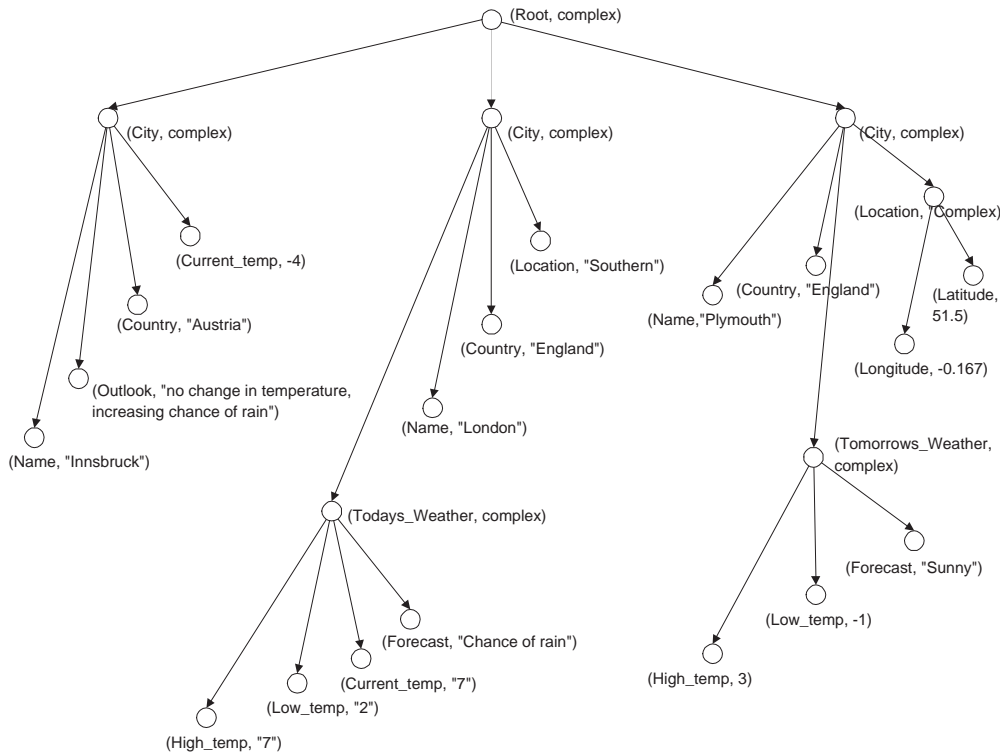 (Root, complex)
(City, complex)
(City, complex)
(City, complex)
(Location, "Complex)
(Current_temp, -4)
(Location, "Southern")
(Country, "England")
(Latitude,
51.5)
(Name,"Plymouth")
(Country, "Austria")
(Country, "England")
(Longitude, -0.167)
(Outlook, "no change in temperature,
increasing chance of rain")
(Name, "London")
(Name, "Innsbruck")
(Tomorrows_Weather,
complex)
(Todays_Weather, complex)
(Forecast, "Sunny")
(Low_temp, -1)
(Forecast, "Chance of rain")
(High_temp, 3)
(Current_temp, "7")
(Low_temp, "2")
(High_temp, "7")